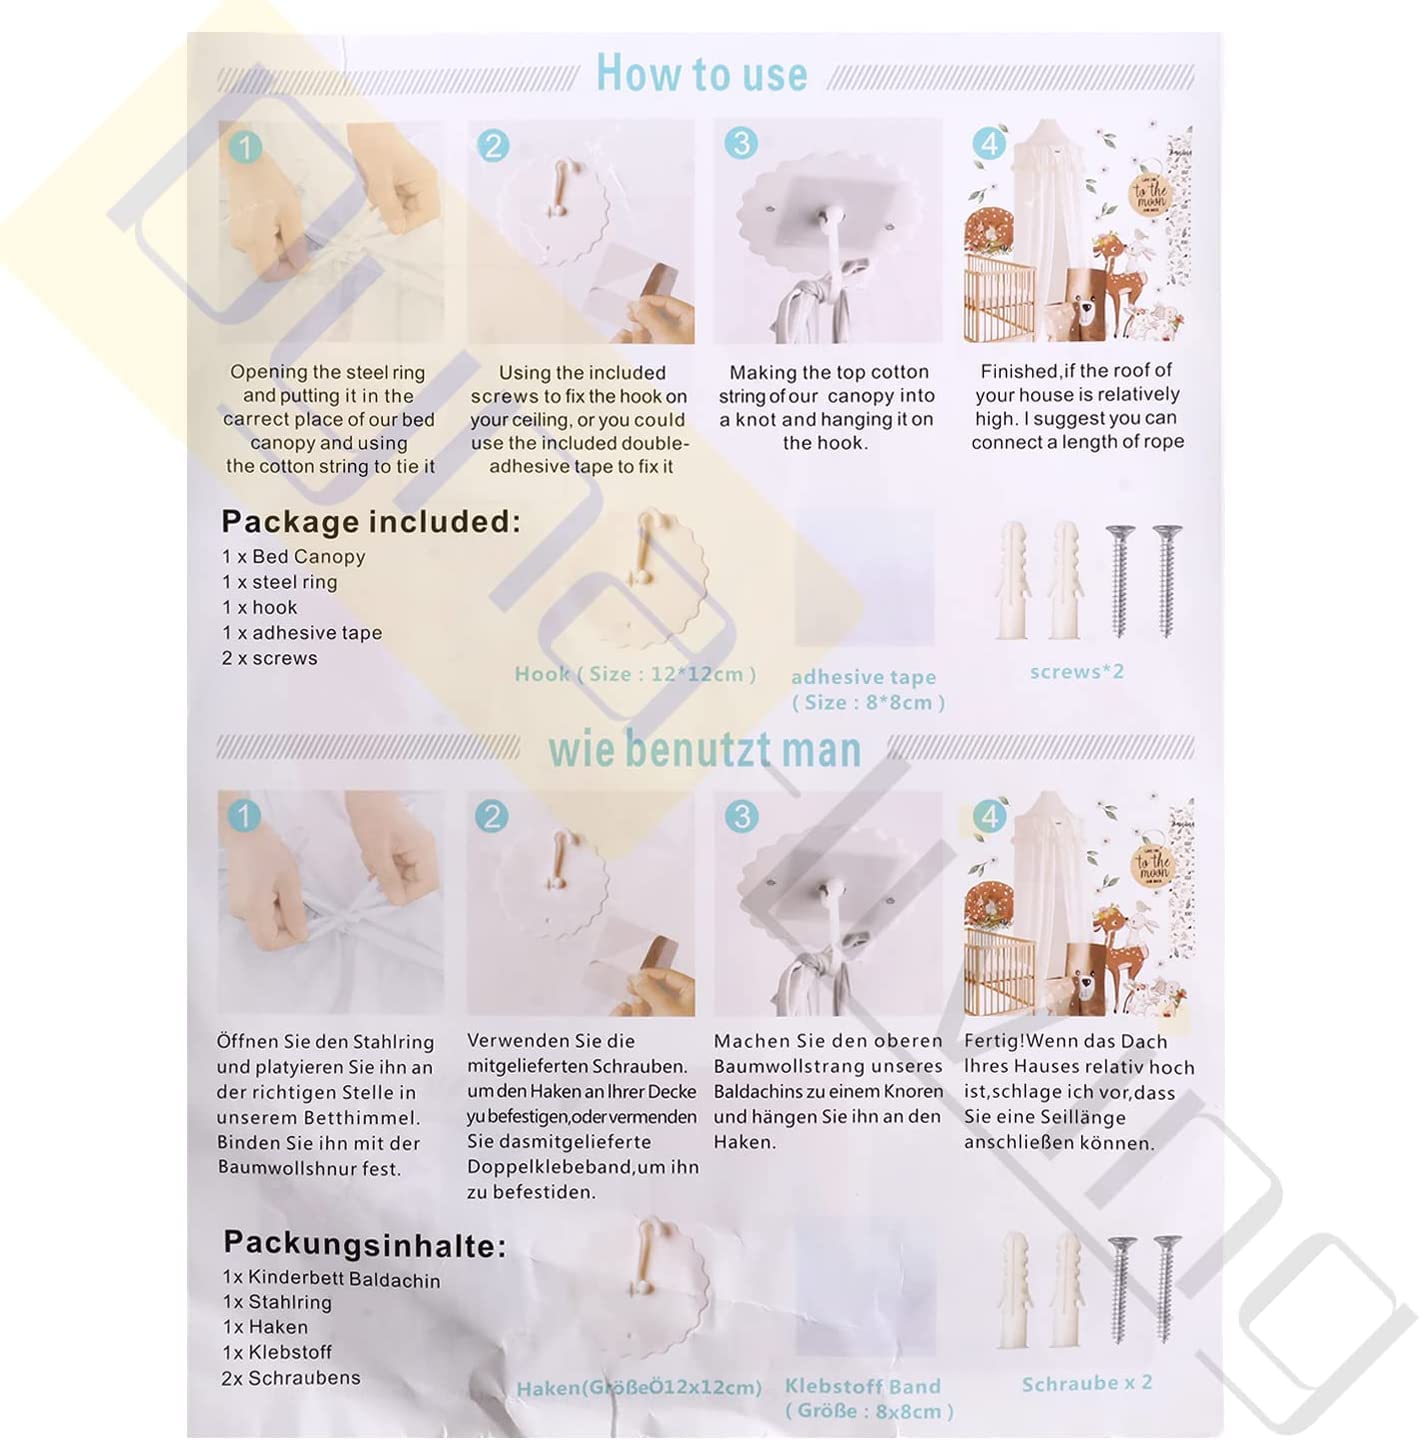 How to use
1
2
3
4
to the
moon
Opening the steel ring
and putting it in the
carrect place of our bed
canopy and using
the cotton string to tie it
Using the included
screws to fix the hook on
your ceiling, or you could
use the included double-
adhesive tape to fix it
Making the top cotton
string of our canopy into
a knot and hanging it on
the hook.
Finished,if the roof of
your house is relatively
high. I suggest you can
connect a length of rope
Package included:
1 x Bed Canopy
1 x steel ring
1 x hook
1 x adhesive tape
2 x screws
Hook ( Size : 12*12cm )
adhesive tape
( Size : 8*8cm )
screws*2
wie benutzt man
1
2
3
4
to the
moon
Öffnen Sie den Stahlring
und platyieren Sie ihn an
der richtigen Stelle in
unserem Betthimmel.
Binden Sie ihn mit der
Baumwollshnur fest.
Verwenden Sie die
mitgelieferten Schrauben.
um den Haken an Ihrer Decke
yu befestigen,oder vermenden
Sie dasmitgelieferte
Doppelklebeband,um ihn
zu befestiden.
Machen Sie den oberen
Baumwollstrang unseres
Baldachins zu einem Knoren
und hängen Sie ihn an den
Haken.
Fertig!Wenn das Dach
Ihres Hauses relativ hoch
ist,schlage ich vor,dass
Sie eine Seillänge
anschließen können.
Packungsinhalte:
1x Kinderbett Baldachin
1x Stahlring
1x Haken
1x Klebstoff
2x Schraubens
Haken(GrößeÖ12x12cm)
Klebstoff Band
( Größe : 8x8cm )
Schraube x 2